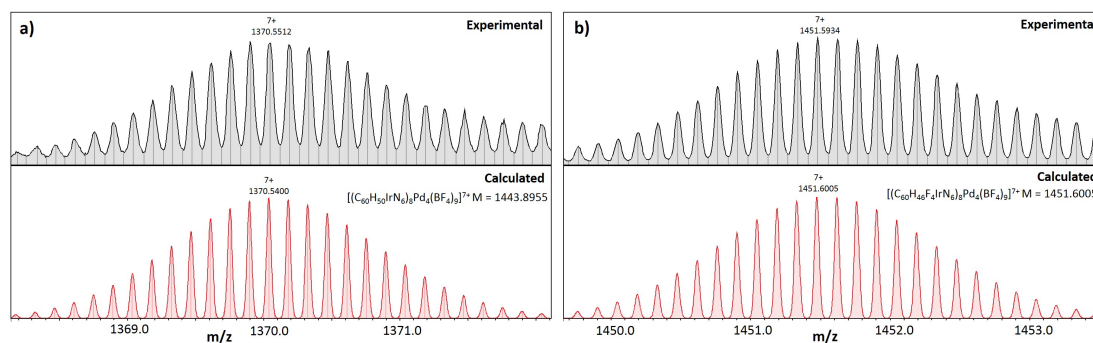 a)
7+
1370.5512
Experimental
Calculated
7+
1370.5400
[(C₆₀H₅₀IrN₆)₈Pd₄(BF₄)₉]⁷⁺ M = 1443.8955
1369.0 1370.0 1371.0
m/z
b)
7+
1451.5934
Experimental
Calculated
7+
1451.6005
[(C₆₀H₄₆F₄IrN₆)₈Pd₄(BF₄)₉]⁷⁺ M = 1451.6005
1450.0 1451.0 1452.0 1453.0
m/z